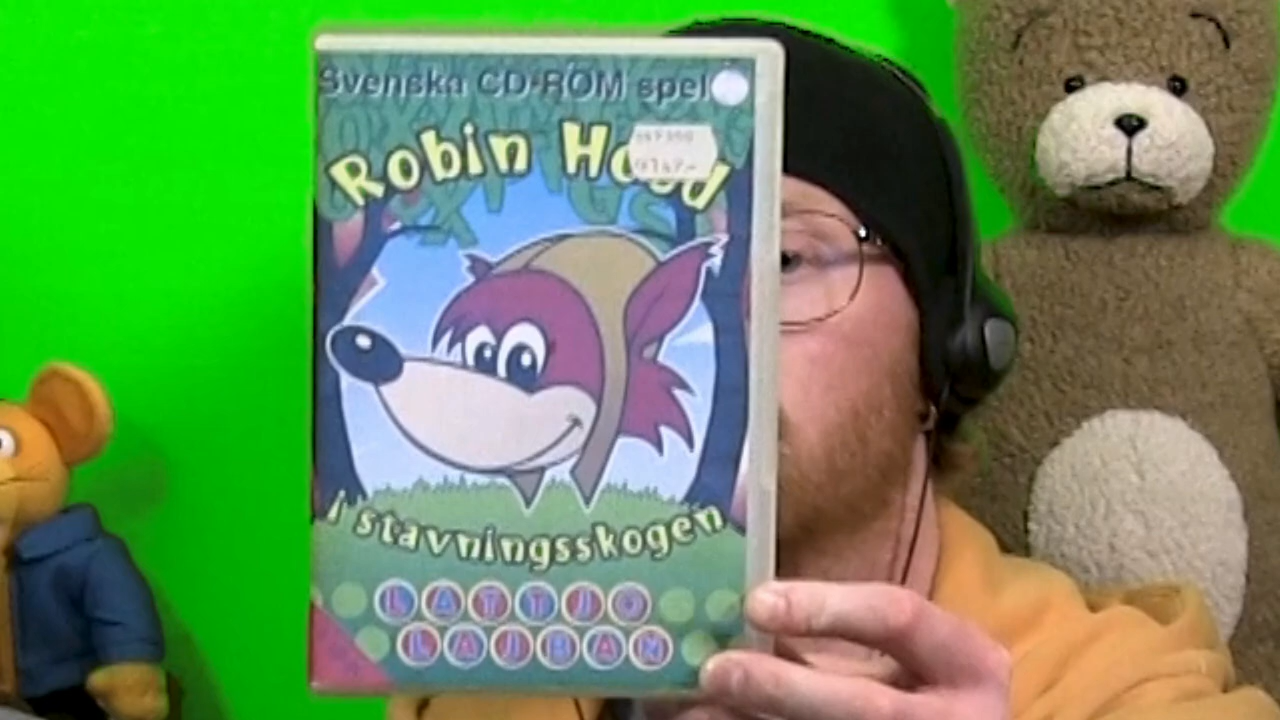 Svenska CD-ROM spel
Robin Hood
i stavningsskogen
LATTJO
LAJBAN